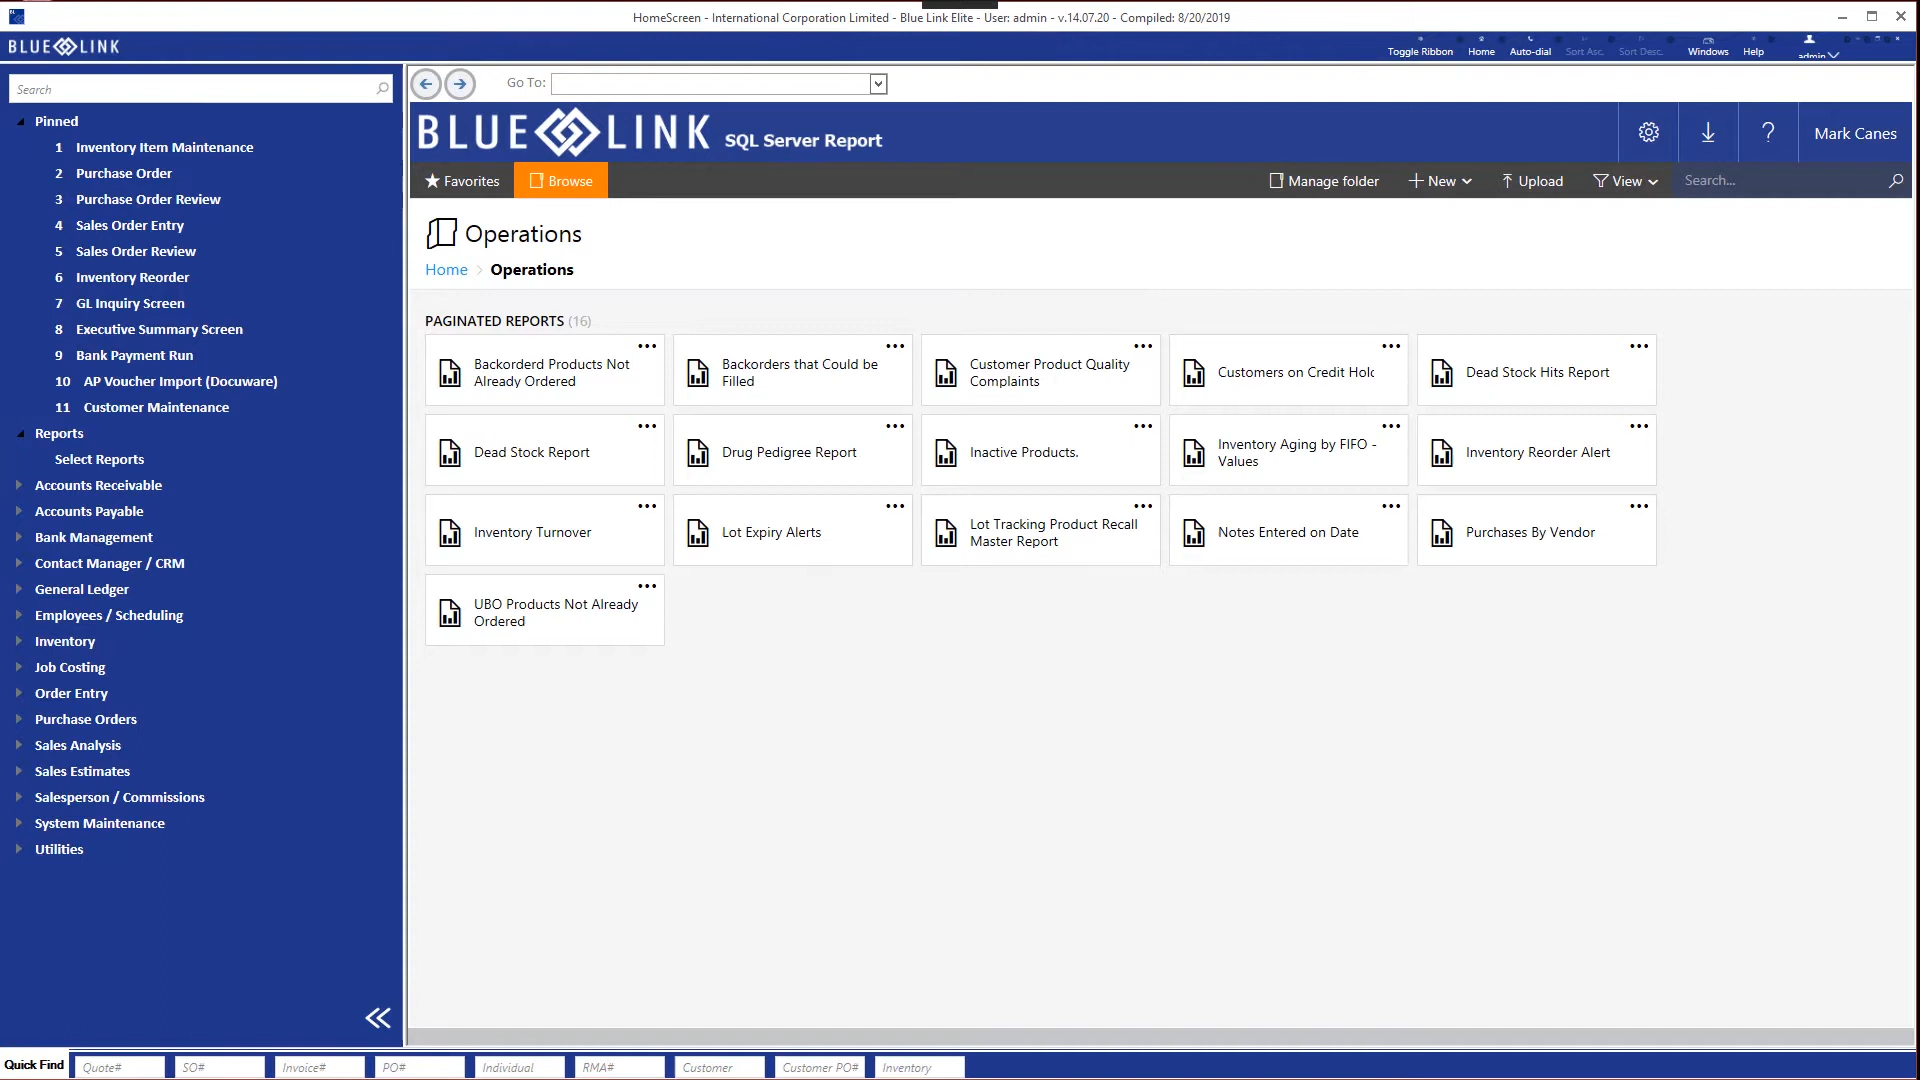 HomeScreen - International Corporation Limited - Blue Link Elite - User: admin - v.14.07.20 - Compiled: 8/20/2019
BLUE LINK
Toggle Ribbon Home Auto-dial Sort Asc. Sort Desc. Windows Help admin
Search
Go To:
Pinned
1 Inventory Item Maintenance
2 Purchase Order
3 Purchase Order Review
4 Sales Order Entry
5 Sales Order Review
6 Inventory Reorder
7 GL Inquiry Screen
8 Executive Summary Screen
9 Bank Payment Run
10 AP Voucher Import (Docuware)
11 Customer Maintenance
Reports
Select Reports
Accounts Receivable
Accounts Payable
Bank Management
Contact Manager / CRM
General Ledger
Employees / Scheduling
Inventory
Job Costing
Order Entry
Purchase Orders
Sales Analysis
Sales Estimates
Salesperson / Commissions
System Maintenance
Utilities
BLUE LINK SQL Server Report
? Mark Canes
Favorites Browse Manage folder New Upload View Search...
Operations
Home > Operations
PAGINATED REPORTS (16)
Backorderd Products Not
Already Ordered
Backorders that Could be
Filled
Customer Product Quality
Complaints
Customers on Credit Hold
Dead Stock Hits Report
Dead Stock Report
Drug Pedigree Report
Inactive Products.
Inventory Aging by FIFO -
Values
Inventory Reorder Alert
Inventory Turnover
Lot Expiry Alerts
Lot Tracking Product Recall
Master Report
Notes Entered on Date
Purchases By Vendor
UBO Products Not Already
Ordered
Quick Find Quote# SO# Invoice# PO# Individual RMA# Customer Customer PO# Inventory